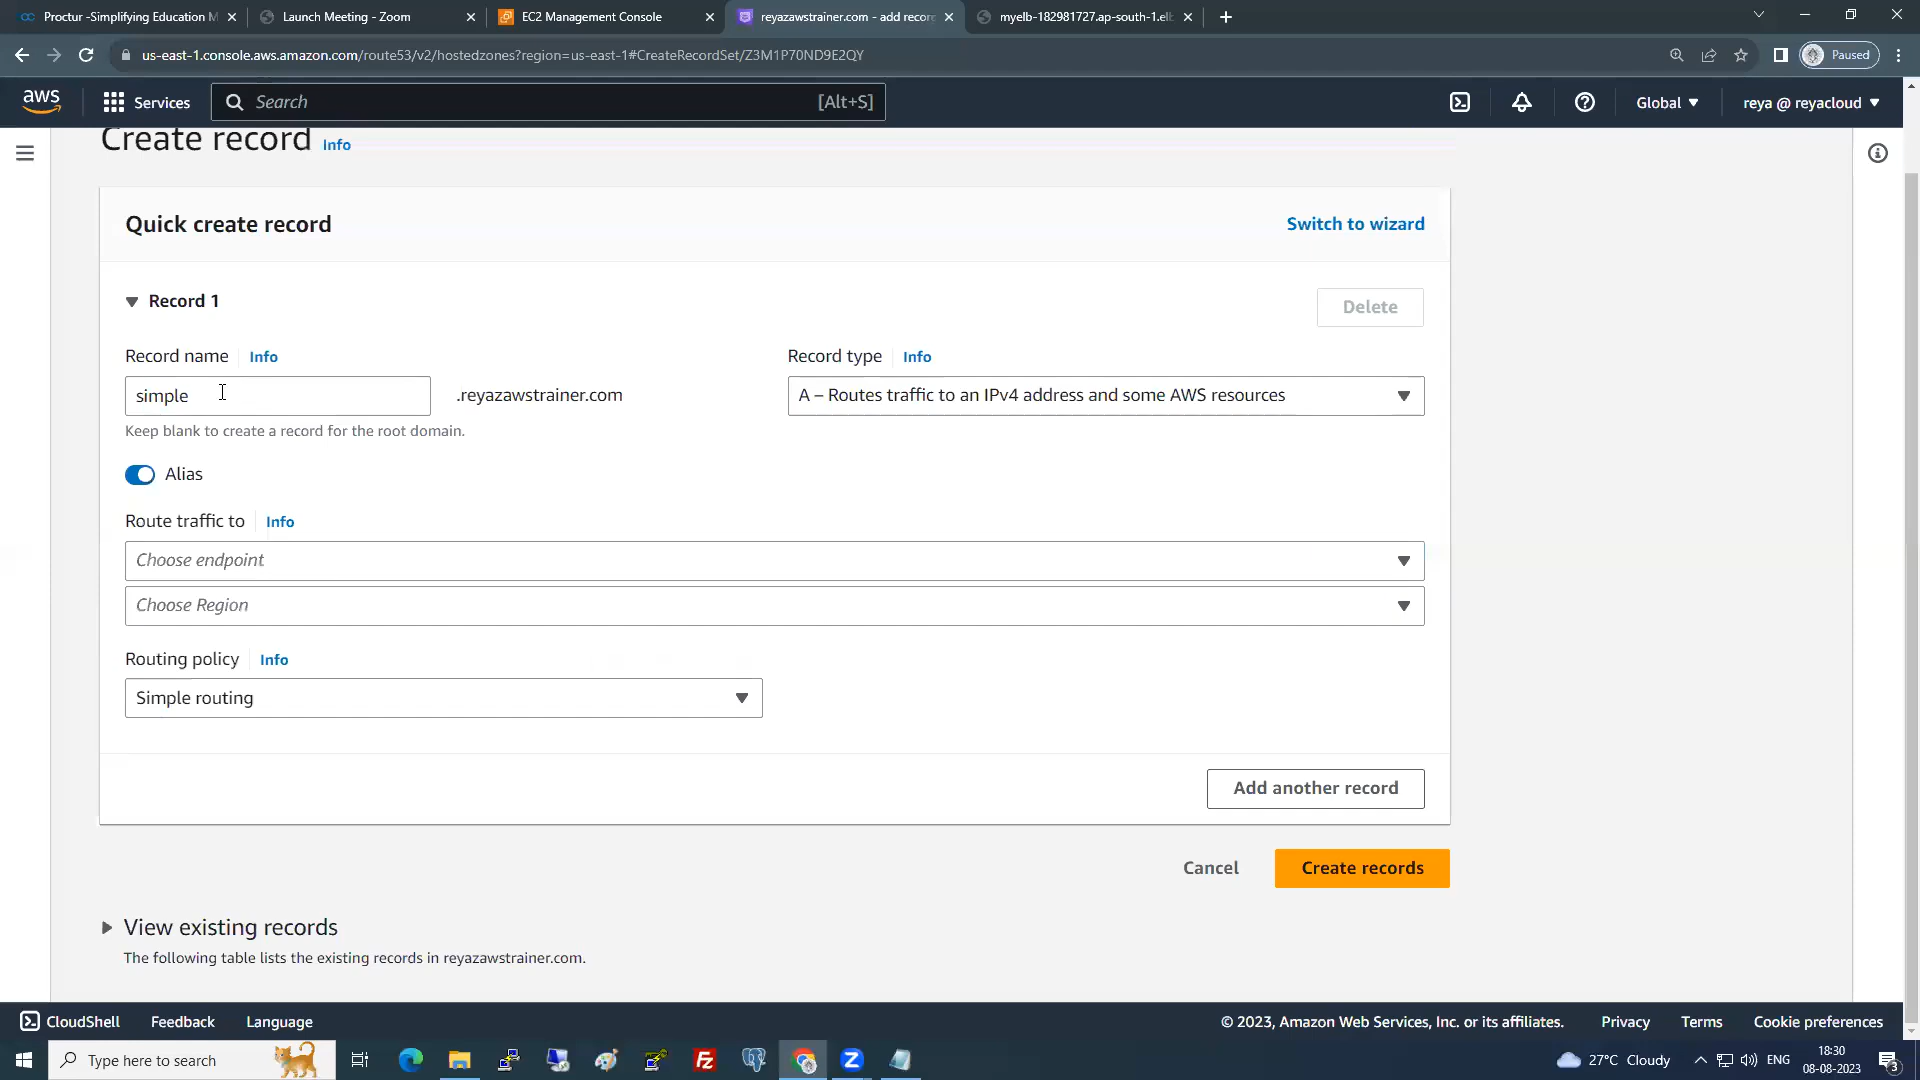 Proctur -Simplifying Education M
Launch Meeting - Zoom
EC2 Management Console
reyazawstrainer.com - add recor
myelb-182981727.ap-south-1.el
us-east-1.console.aws.amazon.com/route53/v2/hostedzones?region=us-east-1#CreateRecordSet/Z3M1P70ND9E2QY
Paused
aws
Services
Search
[Alt+S]
Global
reya @ reyacloud
Create record Info
Quick create record
Switch to wizard
Record 1
Delete
Record name Info
Record type Info
simple
.reyazawstrainer.com
A – Routes traffic to an IPv4 address and some AWS resources
Keep blank to create a record for the root domain.
Alias
Route traffic to Info
Choose endpoint
Choose Region
Routing policy Info
Simple routing
Add another record
Cancel
Create records
View existing records
The following table lists the existing records in reyazawstrainer.com.
CloudShell
Feedback
Language
© 2023, Amazon Web Services, Inc. or its affiliates.
Privacy
Terms
Cookie preferences
Type here to search
27°C Cloudy
ENG
18:30
08-08-2023
3